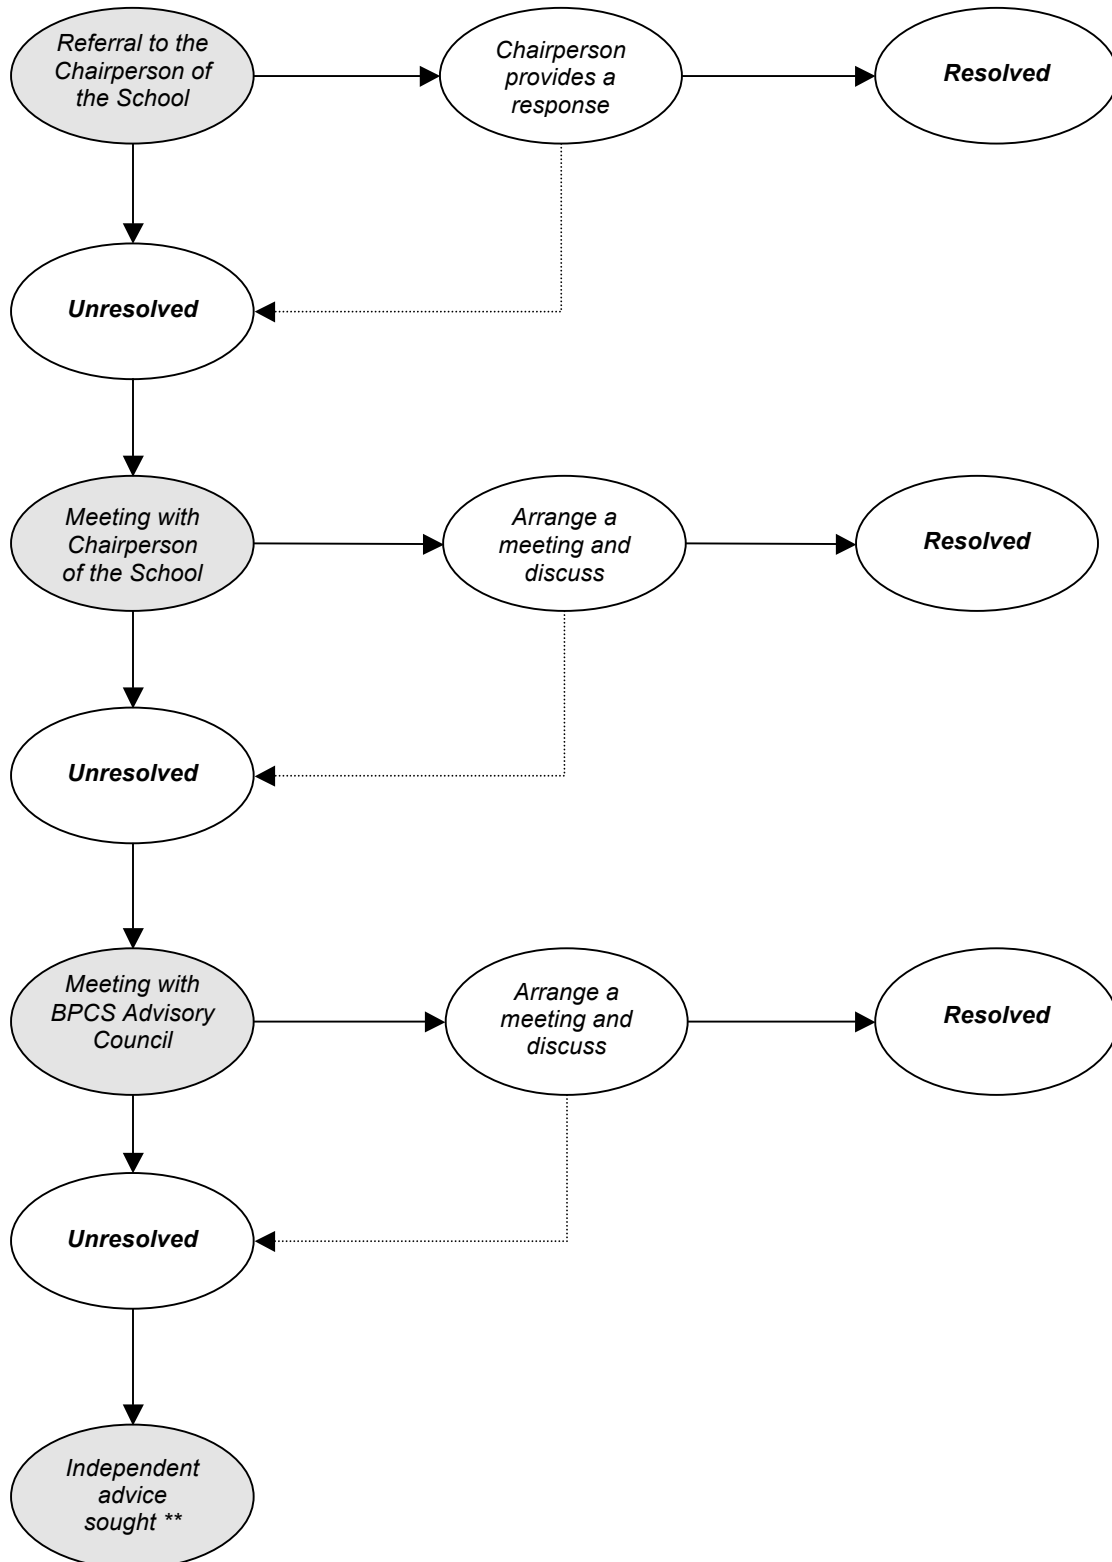 Referral to the
Chairperson of
the School
Chairperson
provides a
response
Resolved
Unresolved
Meeting with
Chairperson
of the School
Arrange a
meeting and
discuss
Resolved
Unresolved
Meeting with
BPCS Advisory
Council
Arrange a
meeting and
discuss
Resolved
Unresolved
Independent
advice
sought **